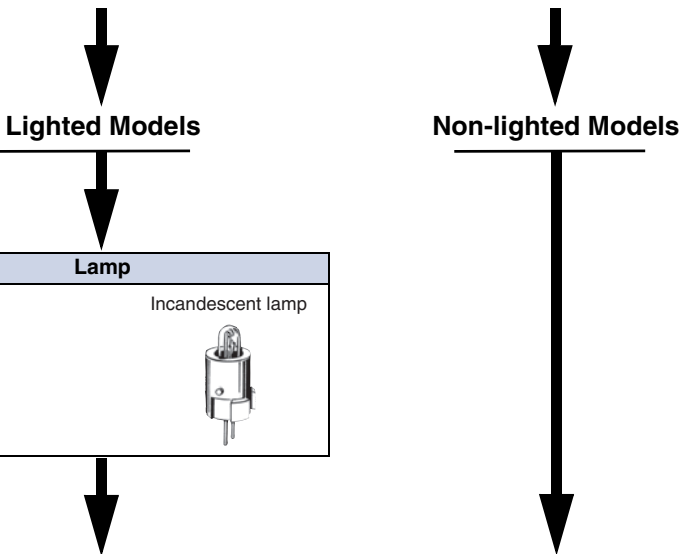 Lighted Models
Non-lighted Models
Lamp
Incandescent lamp